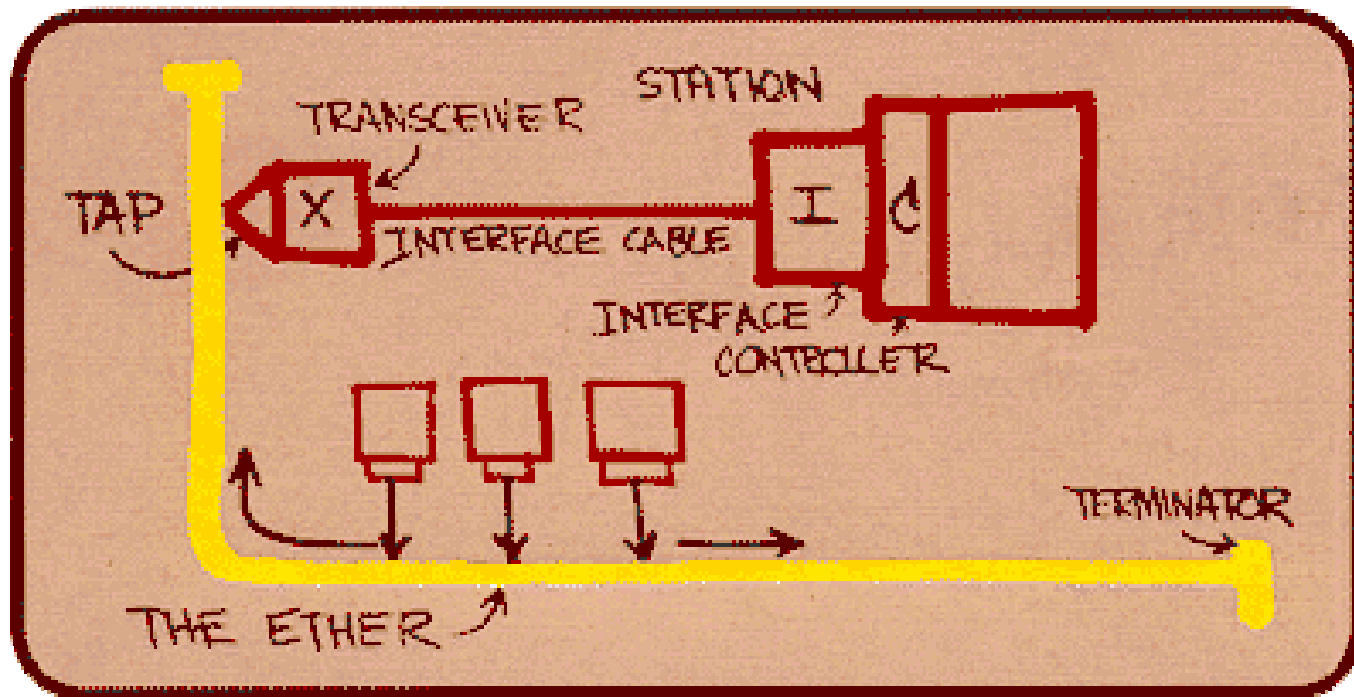 STATION
TRANSCEIVER
TAP
X
I
C
INTERFACE CABLE
INTERFACE
CONTROLLER
TERMINATOR
THE ETHER